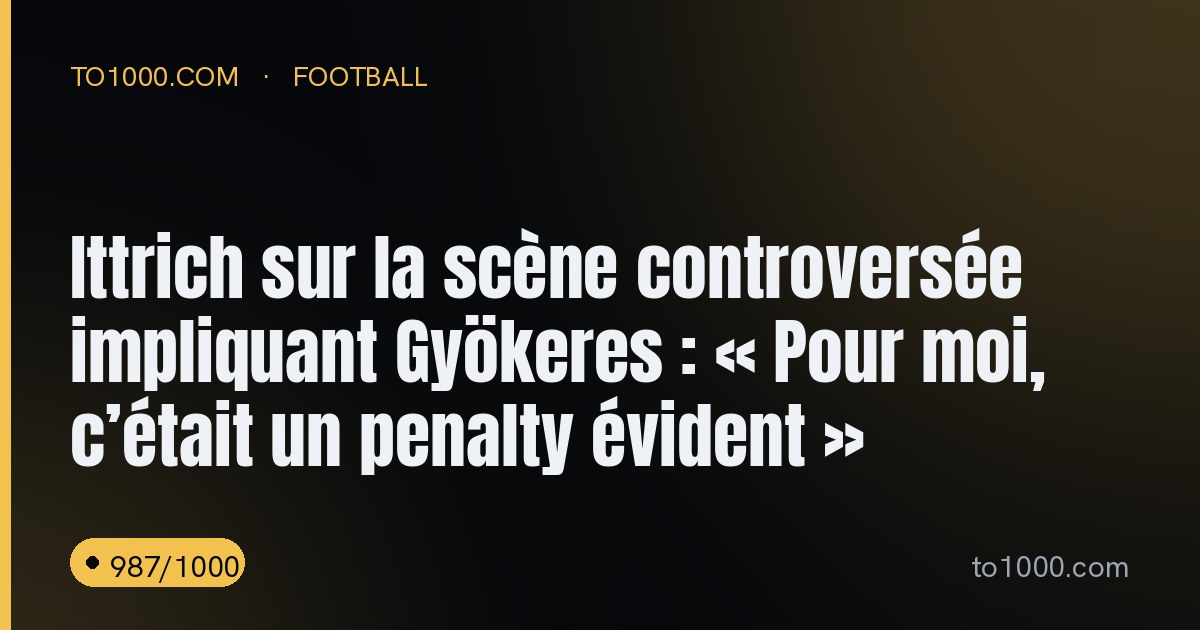 TO1000.COM · FOOTBALL
Ittrich sur la scène controversée
impliquant Gyökeres : « Pour moi,
c’était un penalty évident »
987/1000
to1000.com